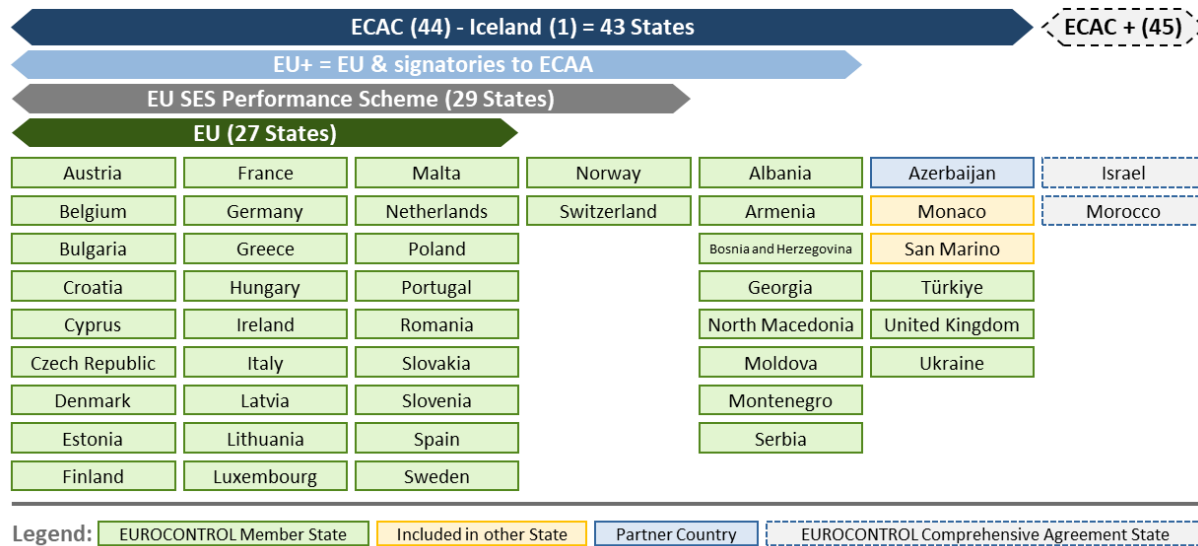 ECAC (44) - Iceland (1) = 43 States
ECAC + (45)
EU+ = EU & signatories to ECAA
EU SES Performance Scheme (29 States)
EU (27 States)
Austria France Malta Norway Albania Azerbaijan Israel
Belgium Germany Netherlands Switzerland Armenia Monaco Morocco
Bulgaria Greece Poland Bosnia and Herzegovina San Marino
Croatia Hungary Portugal Georgia Türkiye
Cyprus Ireland Romania North Macedonia United Kingdom
Czech Republic Italy Slovakia Moldova Ukraine
Denmark Latvia Slovenia Montenegro
Estonia Lithuania Spain Serbia
Finland Luxembourg Sweden
Legend: EUROCONTROL Member State Included in other State Partner Country EUROCONTROL Comprehensive Agreement State